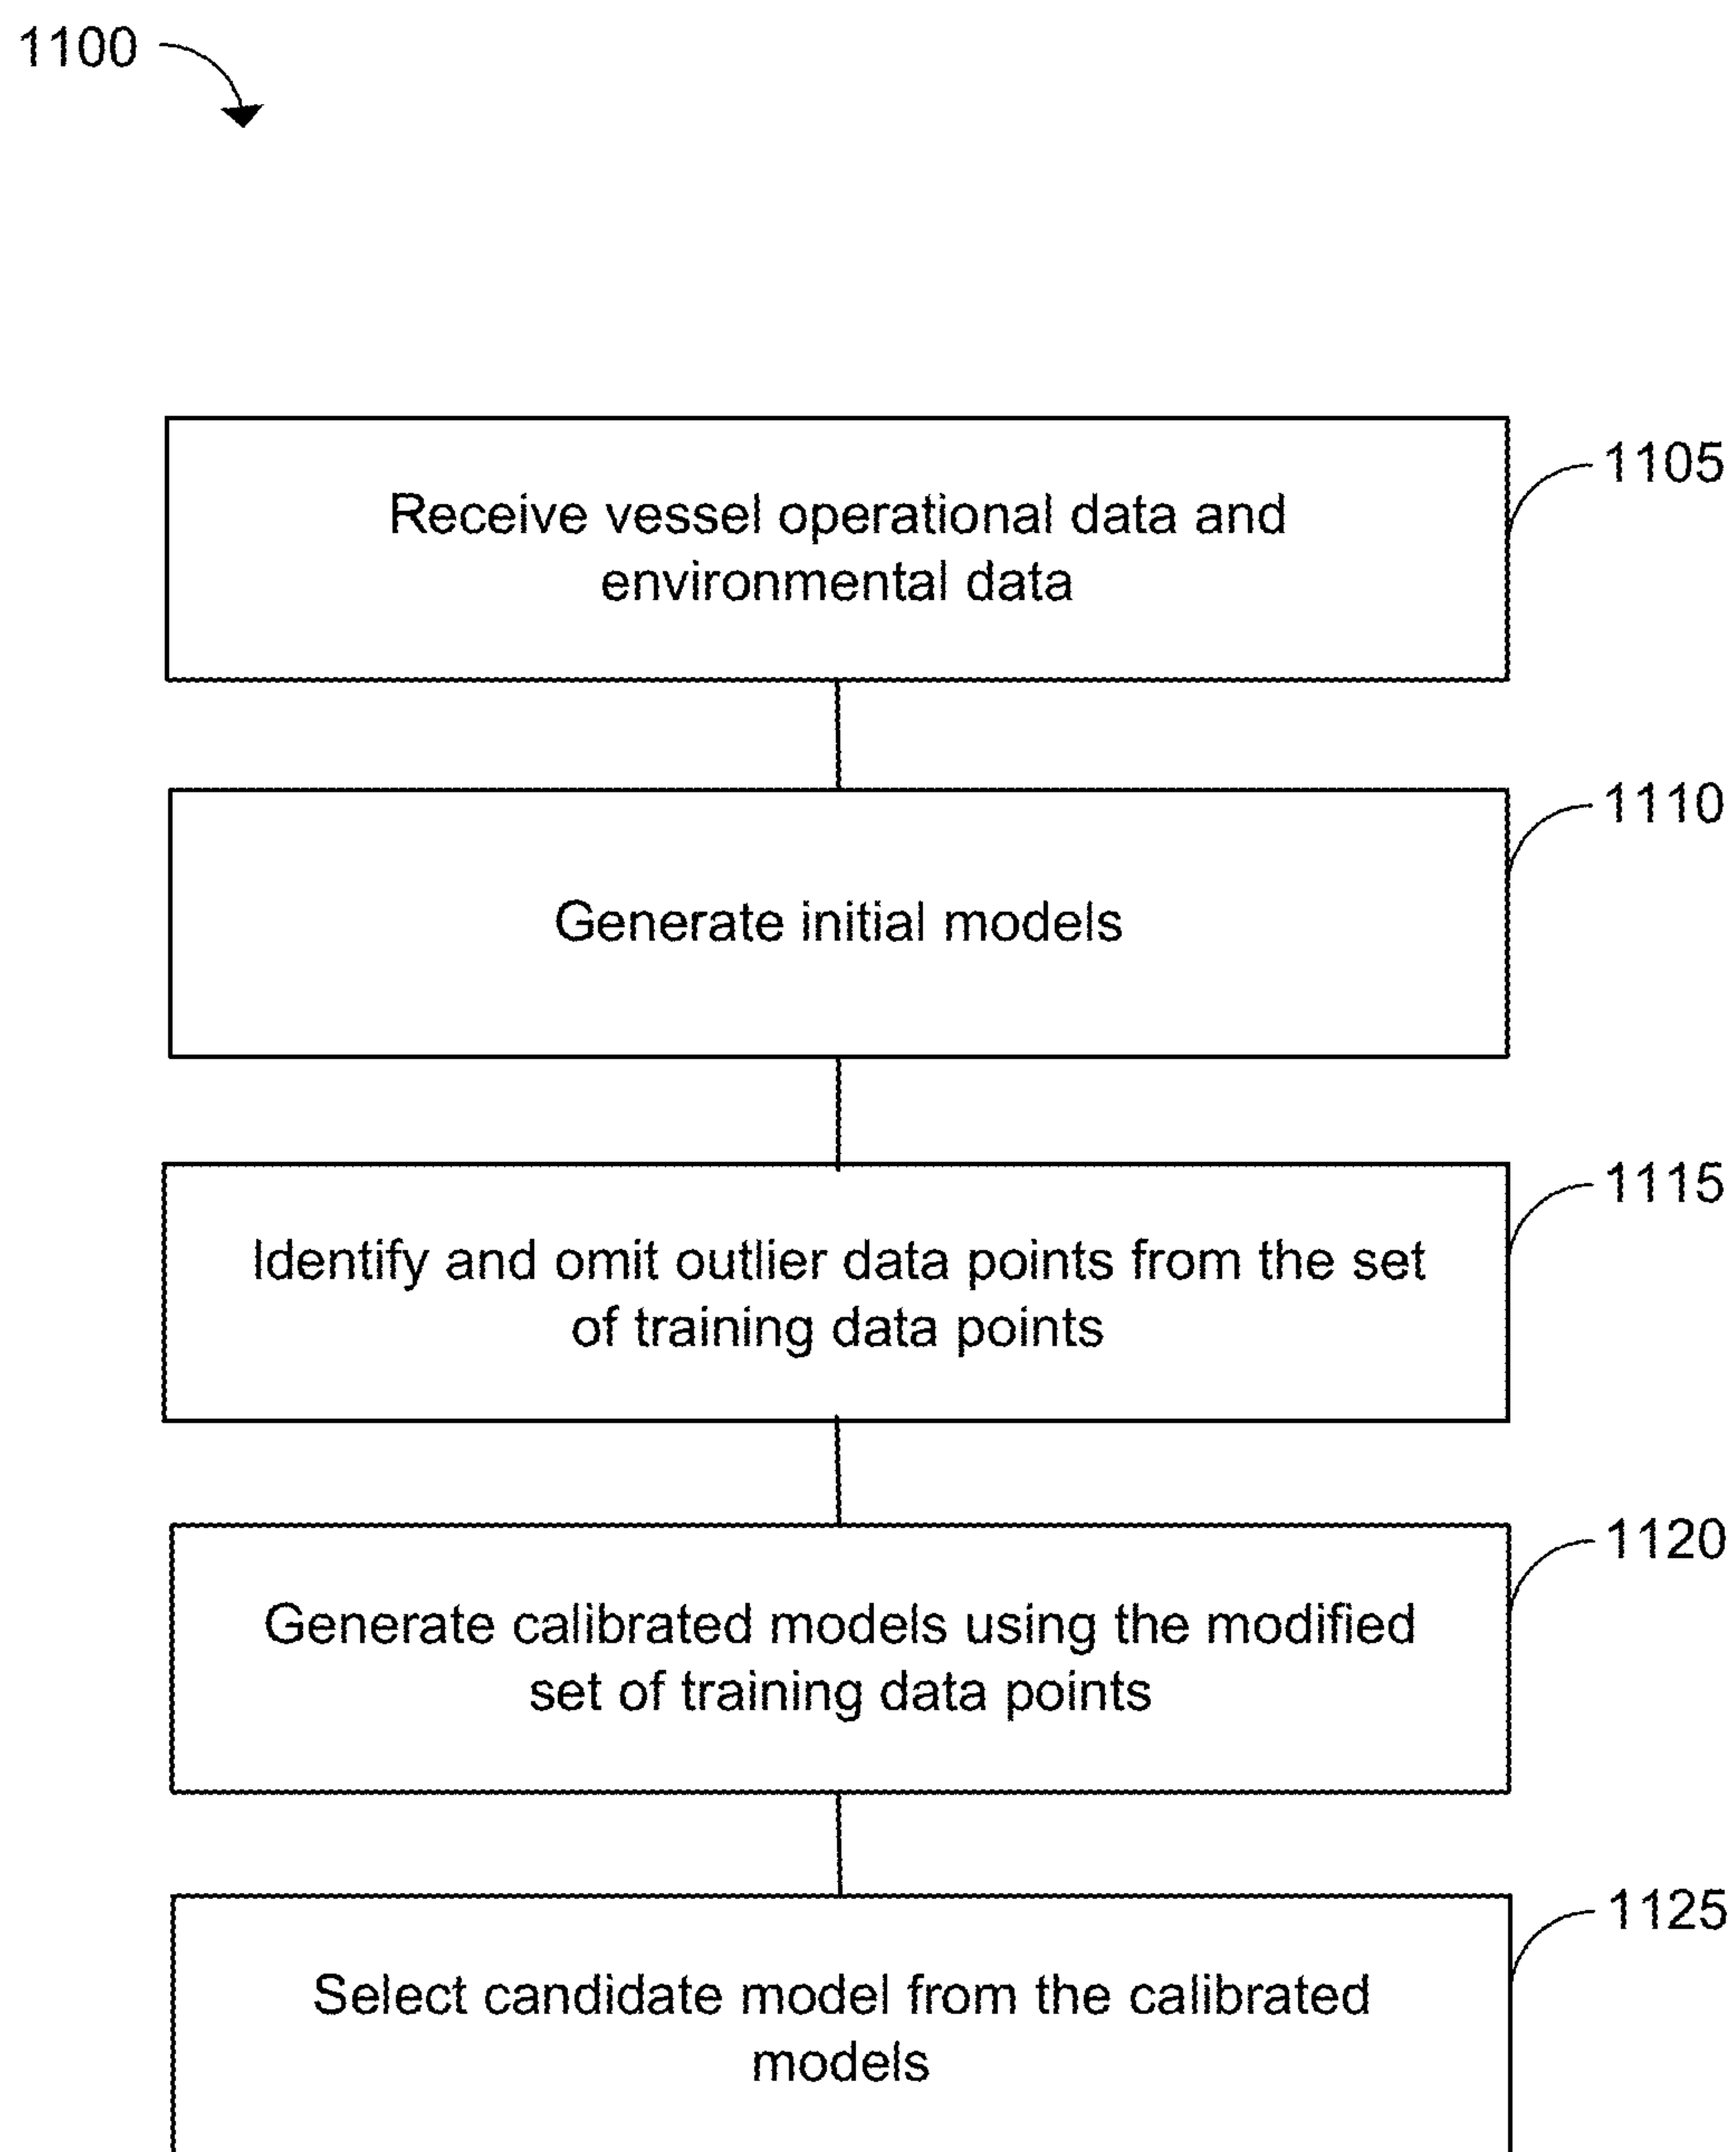 1100
1105
Receive vessel operational data and
environmental data
1110
Generate initial models
1115
Identify and omit outlier data points from the set
of training data points
1120
Generate calibrated models using the modified
set of training data points
1125
Select candidate model from the calibrated
models